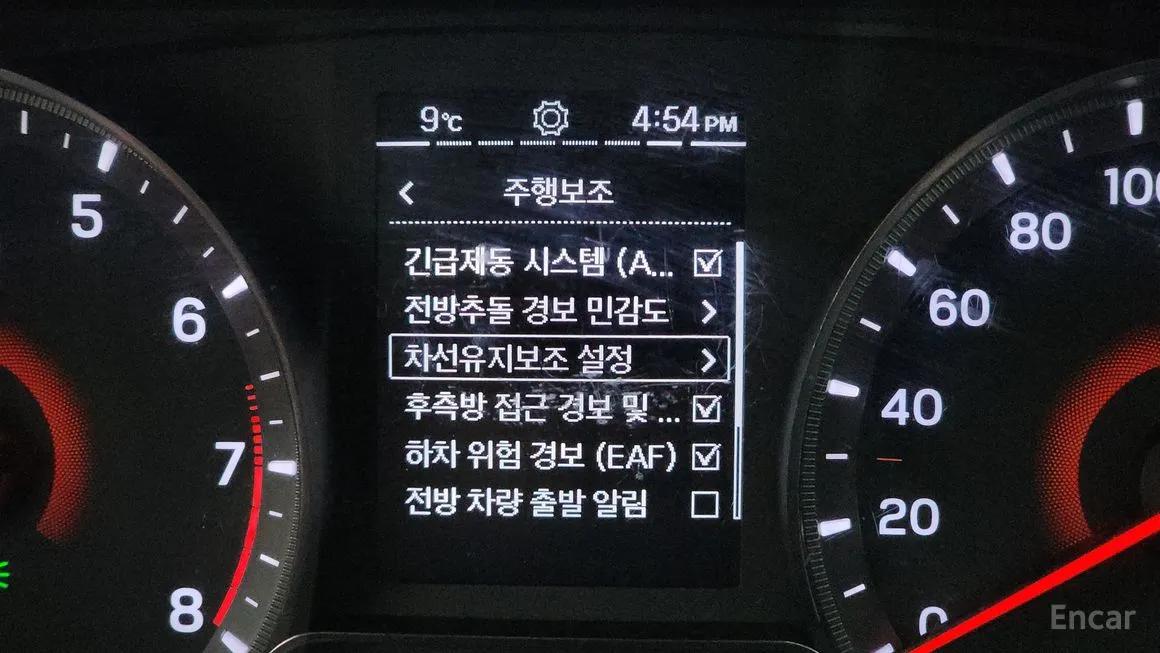 9℃ 4:54PM
< 주행보조
긴급제동 시스템 (A...
전방추돌 경보 민감도 >
차선유지보조 설정 >
후측방 접근 경보 및 ...
하차 위험 경보 (EAF)
전방 차량 출발 알림
5
6
7
8
100
80
60
40
20
0
Encar